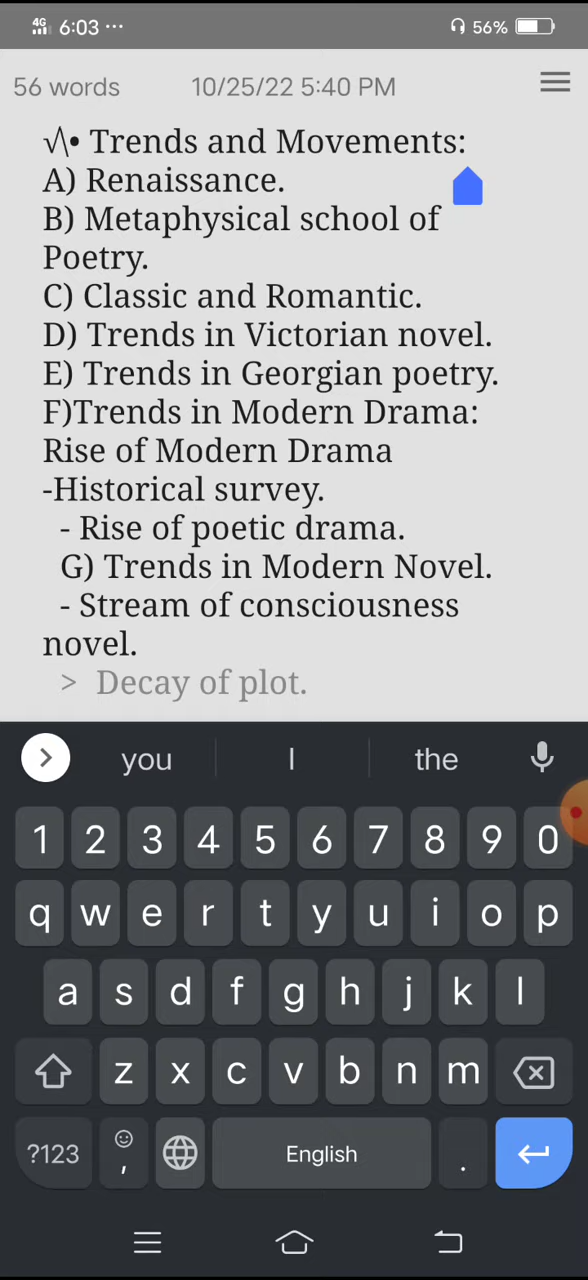 4G 6:03 ...
56%
56 words 10/25/22 5:40 PM
√\• Trends and Movements:
A) Renaissance.
B) Metaphysical school of
Poetry.
C) Classic and Romantic.
D) Trends in Victorian novel.
E) Trends in Georgian poetry.
F)Trends in Modern Drama:
Rise of Modern Drama
-Historical survey.
- Rise of poetic drama.
G) Trends in Modern Novel.
- Stream of consciousness
novel.
> Decay of plot.
you I the
1 2 3 4 5 6 7 8 9 0
q w e r t y u i o p
a s d f g h j k l
z x c v b n m
?123 , English .